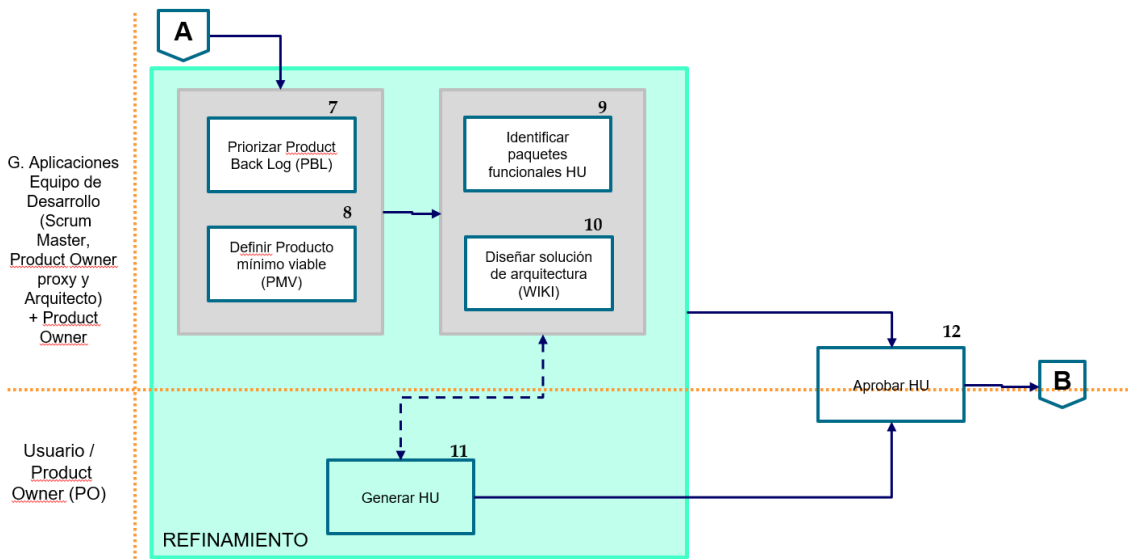 A
G. Aplicaciones
Equipo de
Desarrollo
(Scrum
Master,
Product Owner
proxy y
Arquitecto)
+ Product
Owner
7
Priorizar Product
Back Log (PBL)
8
Definir Producto
mínimo viable
(PMV)
9
Identificar
paquetes
funcionales HU
10
Diseñar solución
de arquitectura
(WIKI)
12
Aprobar HU
B
Usuario /
Product
Owner (PO)
11
Generar HU
REFINAMIENTO